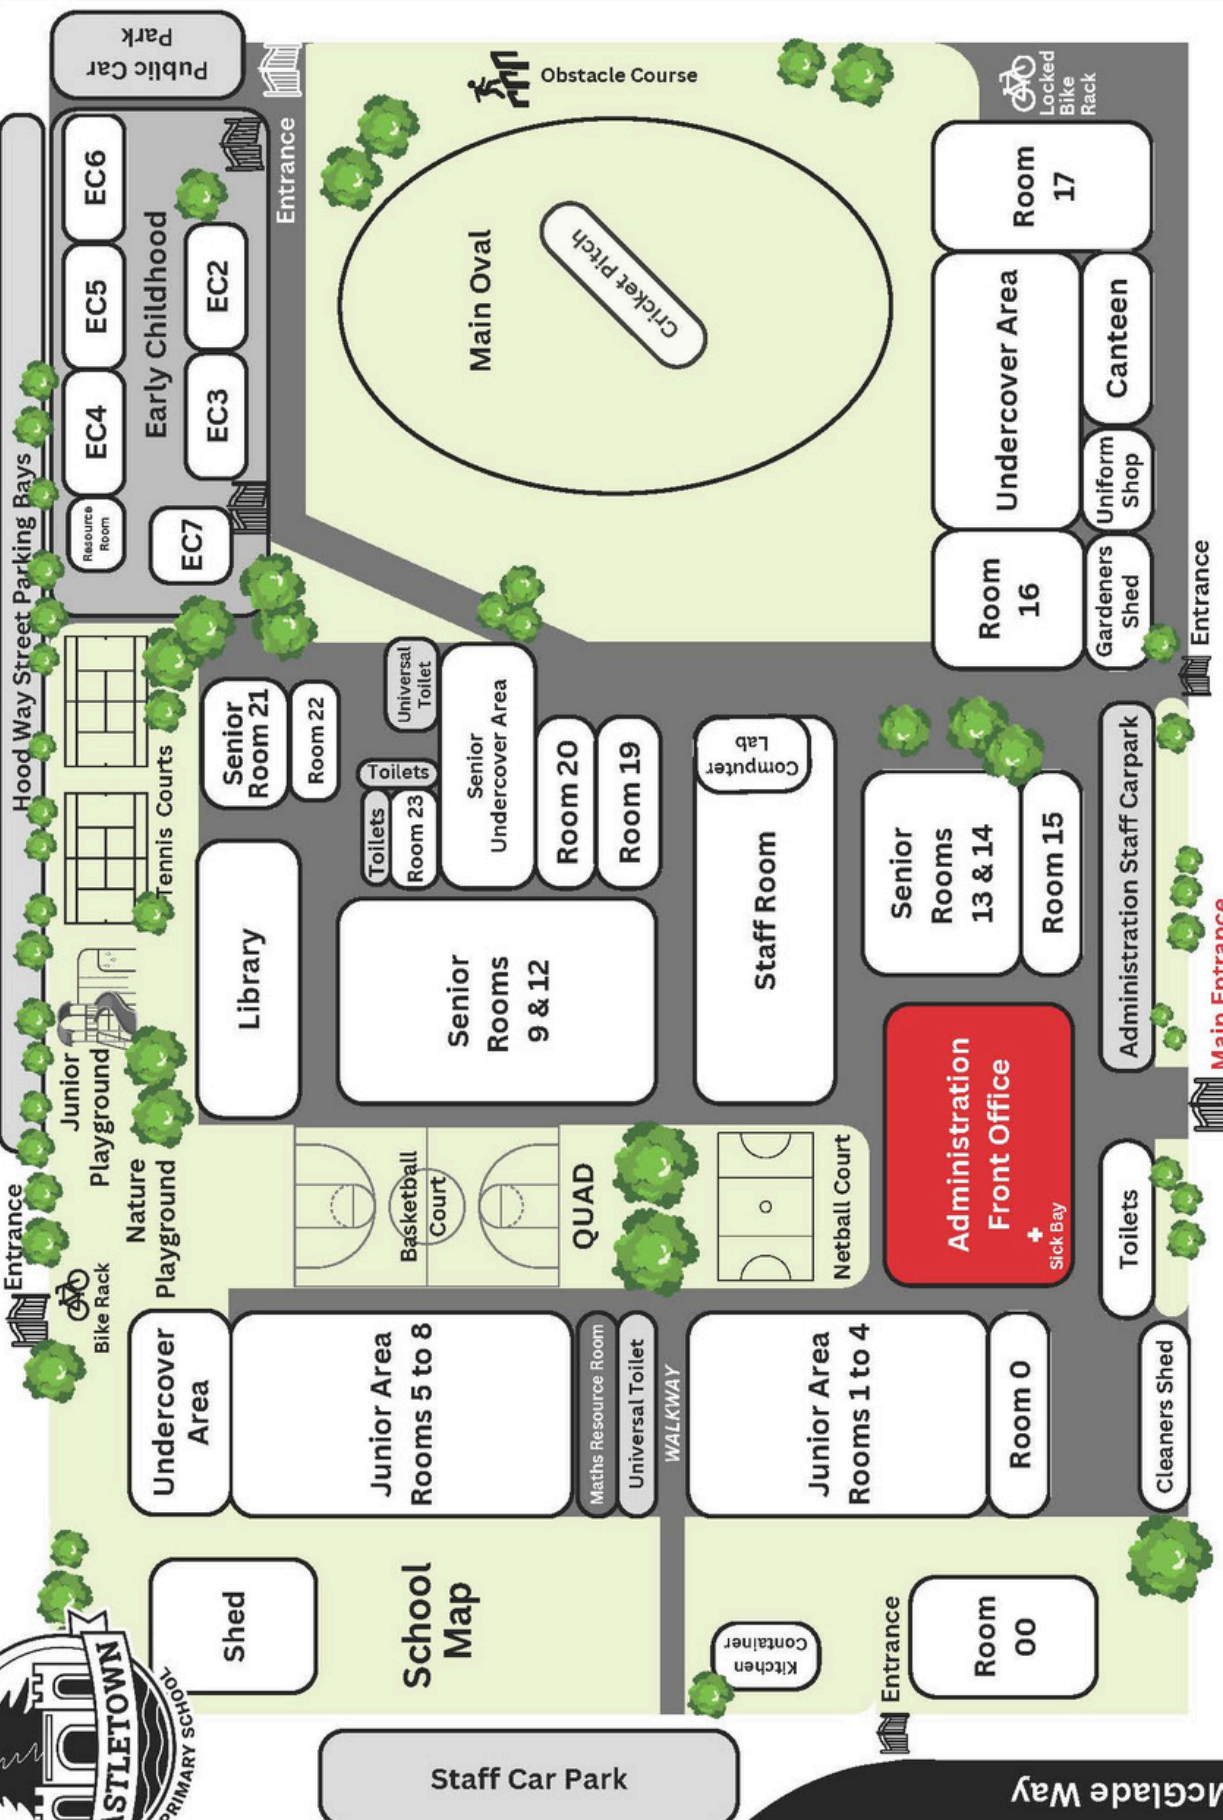 Public Car
Park
Entrance
Obstacle Course
Locked
Bike
Rack
EC6
EC5
EC4
Resource
Room
Early Childhood
EC2
EC3
EC7
Hood Way Street Parking Bays
Main Oval
Cricket Pitch
Room
17
Undercover Area
Canteen
Uniform
Shop
Room
16
Gardeners
Shed
Entrance
Tennis Courts
Senior
Room 21
Room 22
Universal
Toilet
Toilets
Toilets
Room 23
Senior
Undercover Area
Room 20
Room 19
Computer
Lab
Staff Room
Senior
Rooms
13 & 14
Room 15
Administration Staff Carpark
Library
Senior
Rooms
9 & 12
Junior
Playground
Nature
Playground
Entrance
Bike Rack
Basketball
Court
QUAD
Netball Court
Administration
Front Office
Sick Bay
Main Entrance
Toilets
Undercover
Area
Junior Area
Rooms 5 to 8
Maths Resource Room
Universal Toilet
WALKWAY
Junior Area
Rooms 1 to 4
Room 0
Cleaners Shed
Shed
School
Map
Kitchen
Container
Entrance
Room
00
STLETOWN
PRIMARY SCHOOL
Staff Car Park
McGlade Way